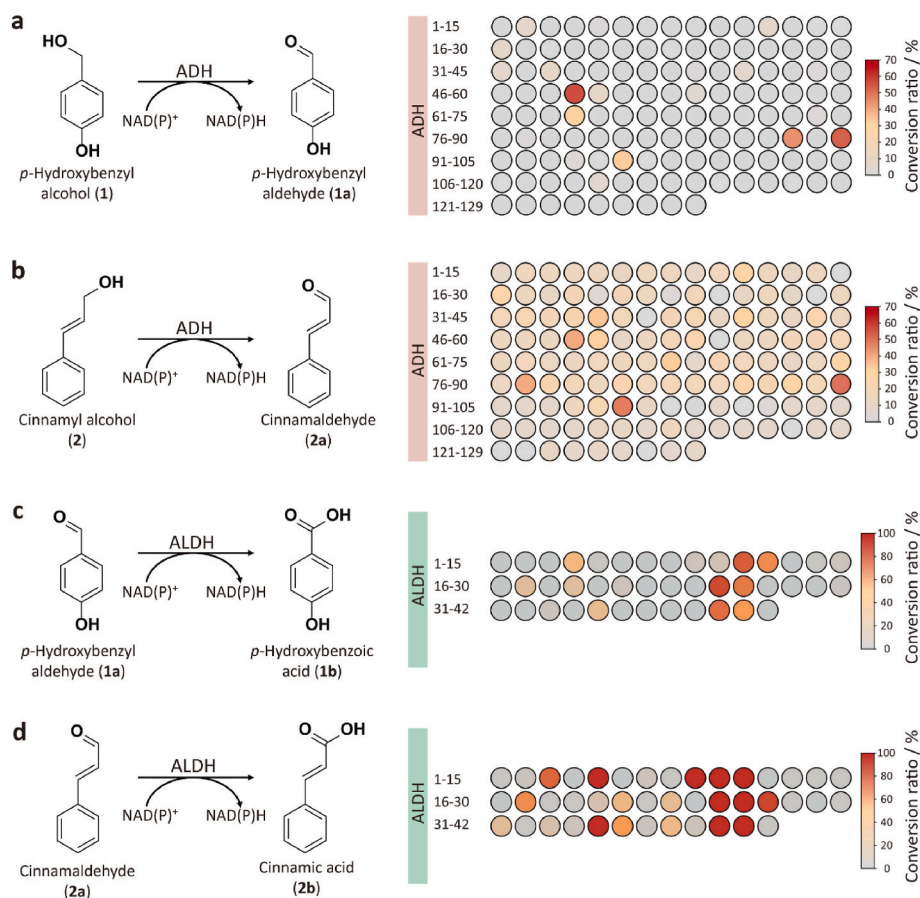 a
HO
OH
p-Hydroxybenzyl
alcohol (1)
ADH
NAD(P)+
NAD(P)H
O
OH
p-Hydroxybenzyl
aldehyde (1a)
ADH
1-15
16-30
31-45
46-60
61-75
76-90
91-105
106-120
121-129
70
60
50
40
30
20
10
0
Conversion ratio / %
b
OH
Cinnamyl alcohol
(2)
ADH
NAD(P)+
NAD(P)H
O
Cinnamaldehyde
(2a)
ADH
1-15
16-30
31-45
46-60
61-75
76-90
91-105
106-120
121-129
70
60
50
40
30
20
10
0
Conversion ratio / %
c
O
OH
p-Hydroxybenzyl
aldehyde (1a)
ALDH
NAD(P)+
NAD(P)H
O
OH
OH
p-Hydroxybenzoic
acid (1b)
ALDH
1-15
16-30
31-42
100
80
60
40
20
0
Conversion ratio / %
d
O
Cinnamaldehyde
(2a)
ALDH
NAD(P)+
NAD(P)H
O
OH
Cinnamic acid
(2b)
ALDH
1-15
16-30
31-42
100
80
60
40
20
0
Conversion ratio / %